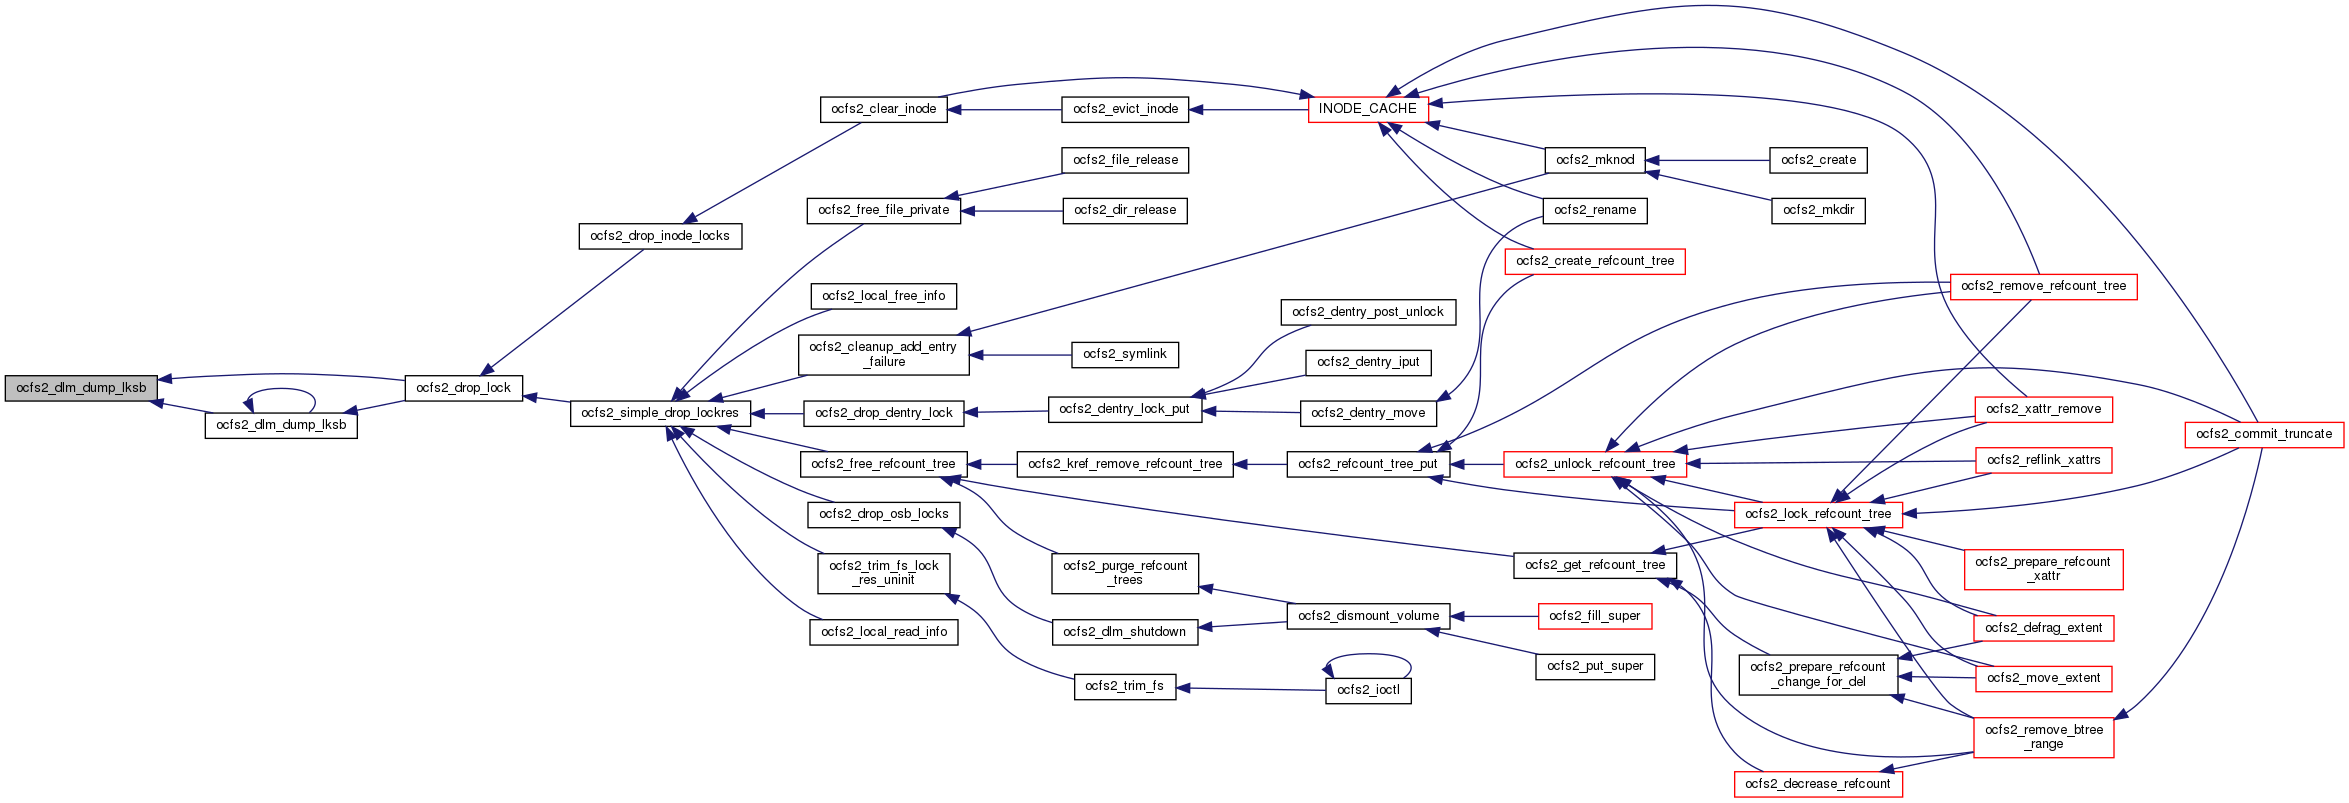 ocfs2_dlm_dump_lksb
ocfs2_dlm_dump_lksb
ocfs2_drop_lock
ocfs2_drop_inode_locks
ocfs2_simple_drop_lockres
ocfs2_clear_inode
ocfs2_free_file_private
ocfs2_local_free_info
ocfs2_cleanup_add_entry
_failure
ocfs2_drop_dentry_lock
ocfs2_free_refcount_tree
ocfs2_drop_osb_locks
ocfs2_trim_fs_lock
_res_uninit
ocfs2_local_read_info
ocfs2_evict_inode
ocfs2_file_release
ocfs2_dir_release
ocfs2_symlink
ocfs2_dentry_lock_put
ocfs2_kref_remove_refcount_tree
ocfs2_purge_refcount
_trees
ocfs2_dlm_shutdown
ocfs2_trim_fs
INODE_CACHE
ocfs2_dentry_post_unlock
ocfs2_dentry_iput
ocfs2_dentry_move
ocfs2_refcount_tree_put
ocfs2_dismount_volume
ocfs2_ioctl
ocfs2_mknod
ocfs2_rename
ocfs2_create_refcount_tree
ocfs2_unlock_refcount_tree
ocfs2_get_refcount_tree
ocfs2_fill_super
ocfs2_put_super
ocfs2_create
ocfs2_mkdir
ocfs2_lock_refcount_tree
ocfs2_prepare_refcount
_change_for_del
ocfs2_decrease_refcount
ocfs2_remove_refcount_tree
ocfs2_xattr_remove
ocfs2_reflink_xattrs
ocfs2_prepare_refcount
_xattr
ocfs2_defrag_extent
ocfs2_move_extent
ocfs2_remove_btree
_range
ocfs2_commit_truncate